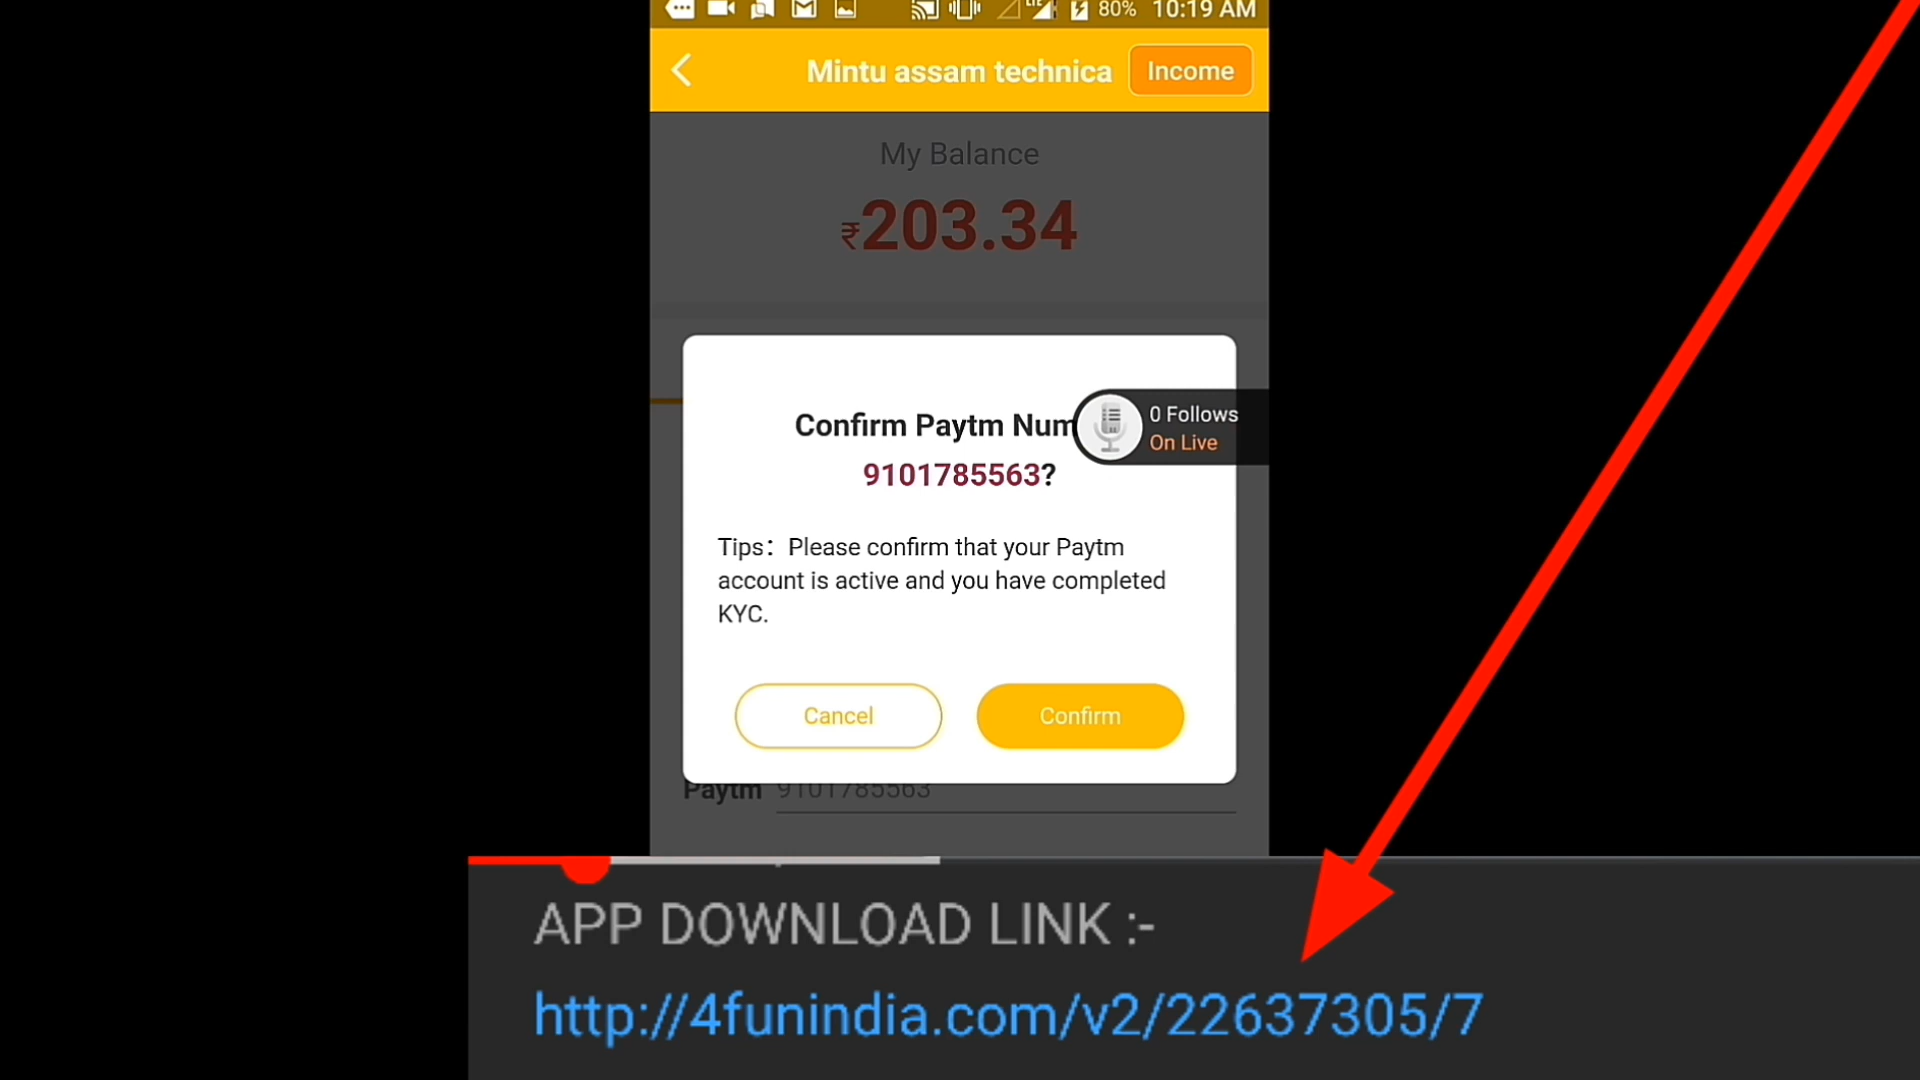 80% 10:19 AM
Mintu assam technica Income
My Balance
₹203.34
Confirm Paytm Num
9101785563?
0 Follows
On Live
Tips： Please confirm that your Paytm
account is active and you have completed
KYC.
Cancel Confirm
Paytm 9101785563
APP DOWNLOAD LINK :-
http://4funindia.com/v2/22637305/7